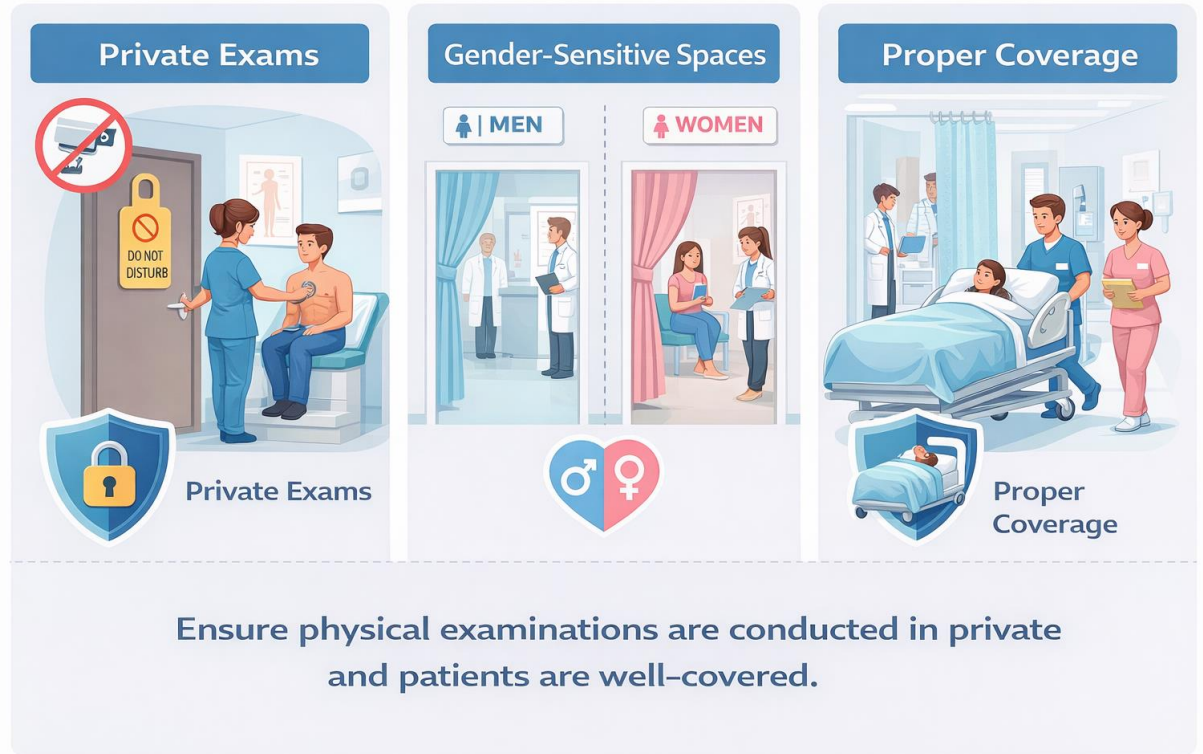 Private Exams
DO NOT
DISTURB
Private Exams
Gender-Sensitive Spaces
| MEN
WOMEN
Proper Coverage
E
Proper
Coverage
Ensure physical examinations are conducted in private
and patients are well-covered.